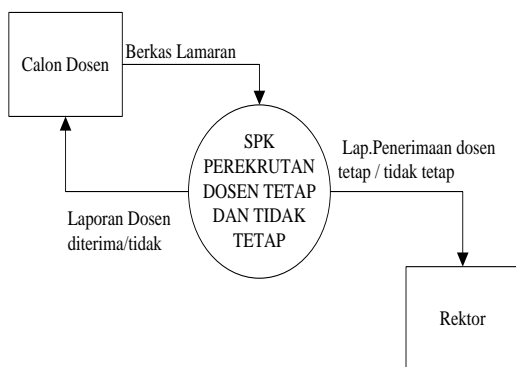 Calon Dosen
Berkas Lamaran
SPK
PEREKRUTAN
DOSEN TETAP
DAN TIDAK
TETAP
Lap.Penerimaan dosen
tetap / tidak tetap
Laporan Dosen
diterima/tidak
Rektor